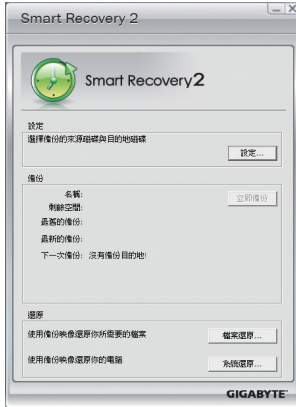 Smart Recovery 2
Smart Recovery2
設定
選擇備份的來源磁碟與目的地磁碟
設定...
備份
名稱:
立即備份
剩餘空間:
最舊的備份:
最新的備份:
下一次備份: 沒有備份目的地!
還原
使用備份映像還原你所需要的檔案
檔案還原...
使用備份映像還原你的電腦
系統還原...
GIGABYTE